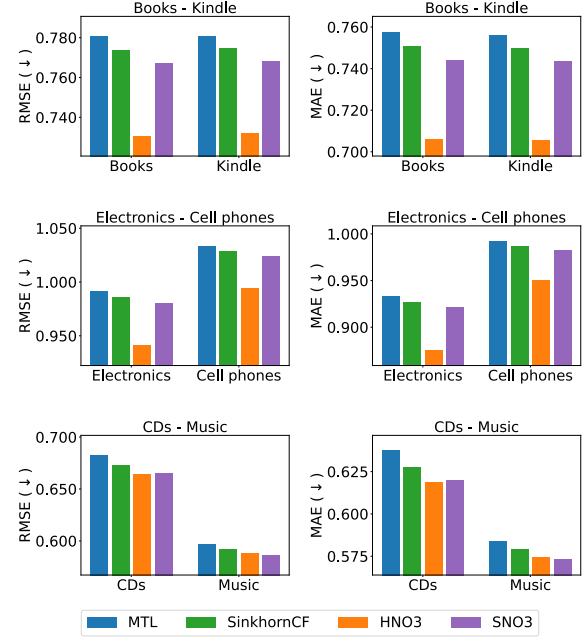 Books - Kindle
RMSE (↓)
0.780
0.760
0.740
Books Kindle
Books - Kindle
MAE (↓)
0.760
0.740
0.720
0.700
Books Kindle
Electronics - Cell phones
RMSE (↓)
1.050
1.000
0.950
Electronics Cell phones
Electronics - Cell phones
MAE (↓)
1.000
0.950
0.900
Electronics Cell phones
CDs - Music
RMSE (↓)
0.700
0.650
0.600
CDs Music
CDs - Music
MAE (↓)
0.625
0.600
0.575
CDs Music
MTL SinkhornCF HNO3 SNO3